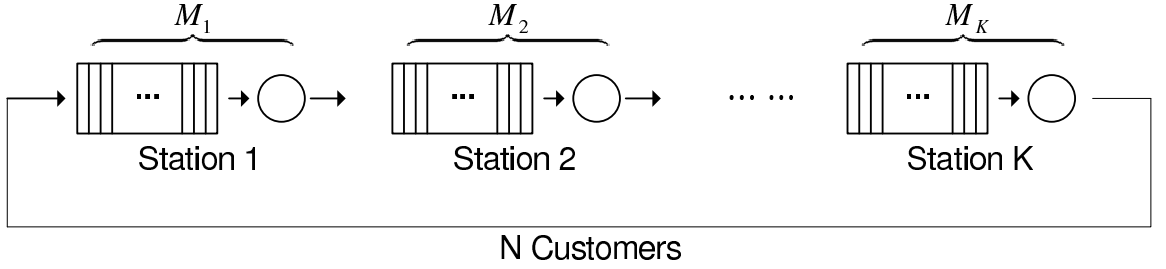 M1 M2 MK
... ... ... ... ...
Station 1 Station 2 Station K
N Customers